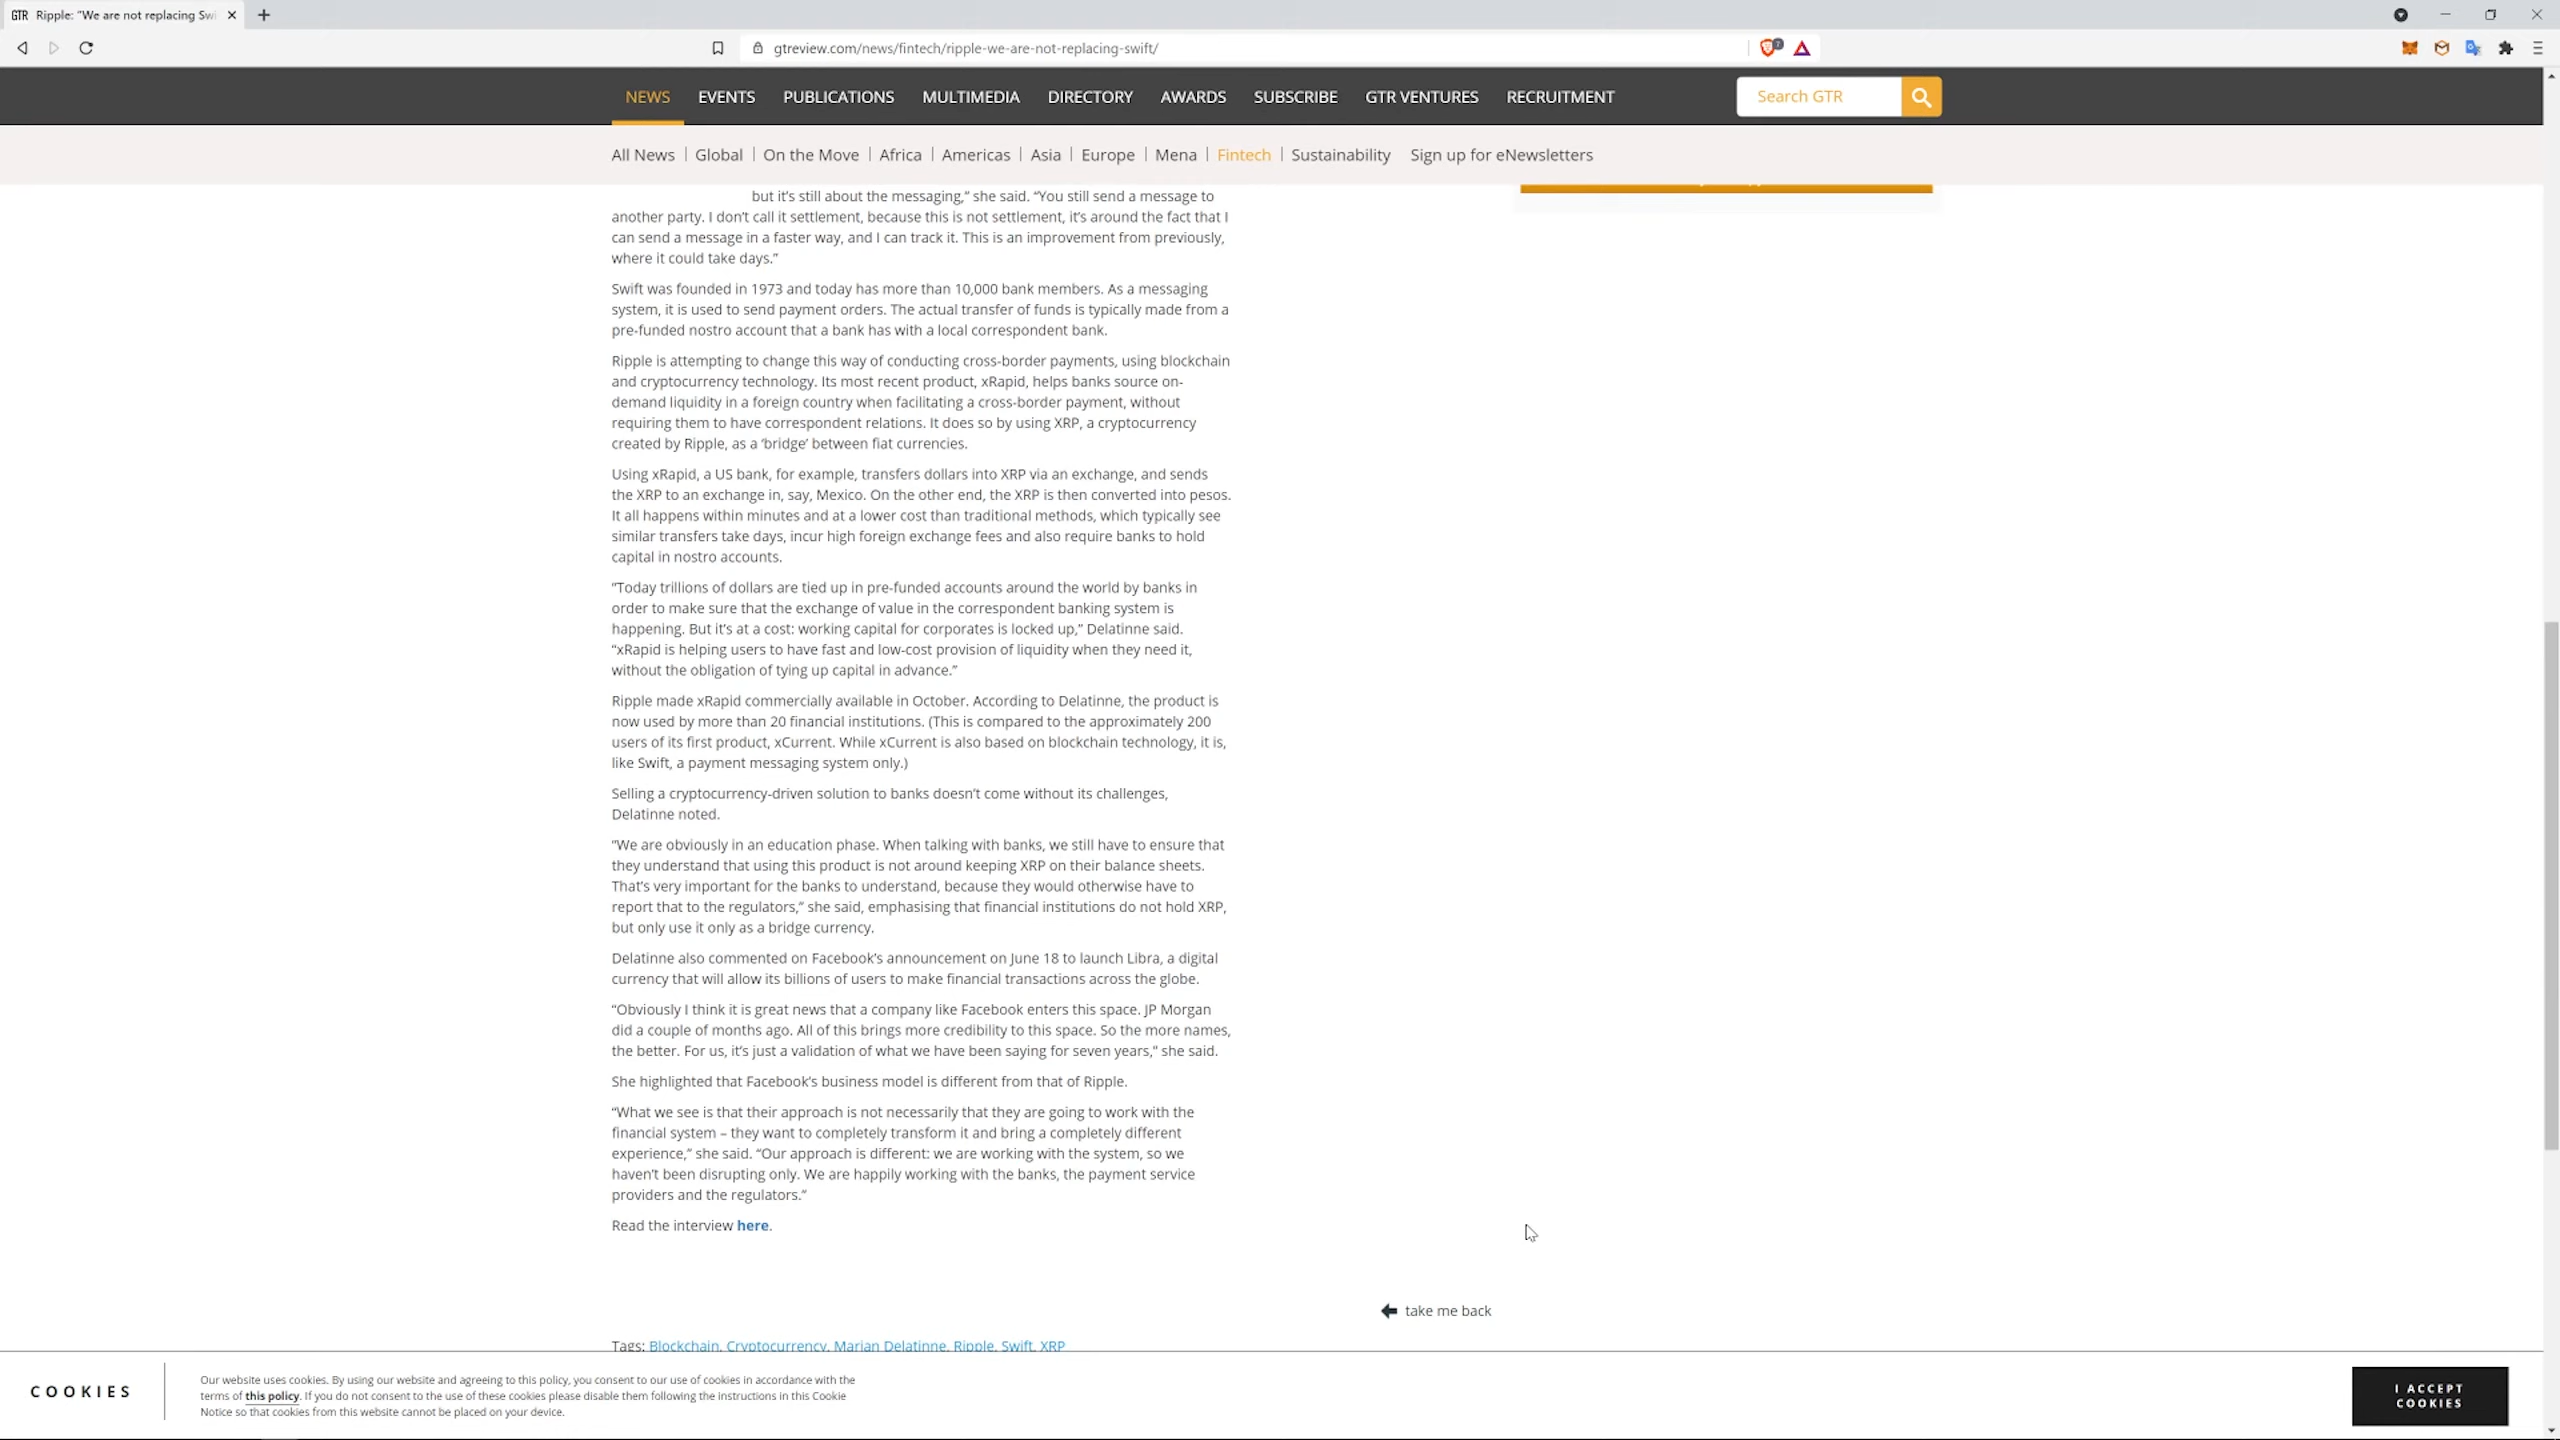 GTR Ripple: "We are not replacing Swi
gtreview.com/news/fintech/ripple-we-are-not-replacing-swift/
NEWS EVENTS PUBLICATIONS MULTIMEDIA DIRECTORY AWARDS SUBSCRIBE GTR VENTURES RECRUITMENT Search GTR
All News | Global | On the Move | Africa | Americas | Asia | Europe | Mena | Fintech | Sustainability Sign up for eNewsletters
but it’s still about the messaging,” she said. “You still send a message to
another party. I don’t call it settlement, because this is not settlement, it’s around the fact that I
can send a message in a faster way, and I can track it. This is an improvement from previously,
where it could take days.”
Swift was founded in 1973 and today has more than 10,000 bank members. As a messaging
system, it is used to send payment orders. The actual transfer of funds is typically made from a
pre-funded nostro account that a bank has with a local correspondent bank.
Ripple is attempting to change this way of conducting cross-border payments, using blockchain
and cryptocurrency technology. Its most recent product, xRapid, helps banks source on-
demand liquidity in a foreign country when facilitating a cross-border payment, without
requiring them to have correspondent relations. It does so by using XRP, a cryptocurrency
created by Ripple, as a ‘bridge’ between fiat currencies.
Using xRapid, a US bank, for example, transfers dollars into XRP via an exchange, and sends
the XRP to an exchange in, say, Mexico. On the other end, the XRP is then converted into pesos.
It all happens within minutes and at a lower cost than traditional methods, which typically see
similar transfers take days, incur high foreign exchange fees and also require banks to hold
capital in nostro accounts.
“Today trillions of dollars are tied up in pre-funded accounts around the world by banks in
order to make sure that the exchange of value in the correspondent banking system is
happening. But it’s at a cost: working capital for corporates is locked up,” Delatinne said.
“xRapid is helping users to have fast and low-cost provision of liquidity when they need it,
without the obligation of tying up capital in advance.”
Ripple made xRapid commercially available in October. According to Delatinne, the product is
now used by more than 20 financial institutions. (This is compared to the approximately 200
users of its first product, xCurrent. While xCurrent is also based on blockchain technology, it is,
like Swift, a payment messaging system only.)
Selling a cryptocurrency-driven solution to banks doesn’t come without its challenges,
Delatinne noted.
“We are obviously in an education phase. When talking with banks, we still have to ensure that
they understand that using this product is not around keeping XRP on their balance sheets.
That’s very important for the banks to understand, because they would otherwise have to
report that to the regulators,” she said, emphasising that financial institutions do not hold XRP,
but only use it only as a bridge currency.
Delatinne also commented on Facebook’s announcement on June 18 to launch Libra, a digital
currency that will allow its billions of users to make financial transactions across the globe.
“Obviously I think it is great news that a company like Facebook enters this space. JP Morgan
did a couple of months ago. All of this brings more credibility to this space. So the more names,
the better. For us, it’s just a validation of what we have been saying for seven years,” she said.
She highlighted that Facebook’s business model is different from that of Ripple.
“What we see is that their approach is not necessarily that they are going to work with the
financial system – they want to completely transform it and bring a completely different
experience,” she said. “Our approach is different: we are working with the system, so we
haven’t been disrupting only. We are happily working with the banks, the payment service
providers and the regulators.”
Read the interview here.
take me back
Tags: Blockchain, Cryptocurrency, Marian Delatinne, Ripple, Swift, XRP
COOKIES
Our website uses cookies. By using our website and agreeing to this policy, you consent to our use of cookies in accordance with the
terms of this policy. If you do not consent to the use of these cookies please disable them following the instructions in this Cookie
Notice so that cookies from this website cannot be placed on your device.
I ACCEPT
COOKIES